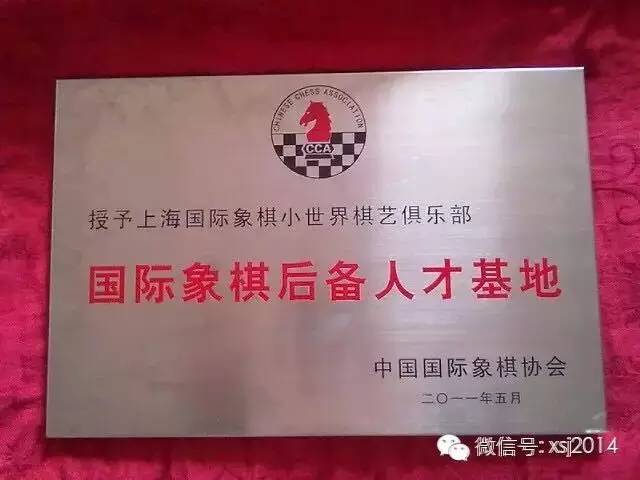 CHINESE CHESS ASSOCIATION
CCA
授予上海国际象棋小世界棋艺俱乐部
国际象棋后备人才基地
中国国际象棋协会
二〇一一年五月
微信号: xsj2014